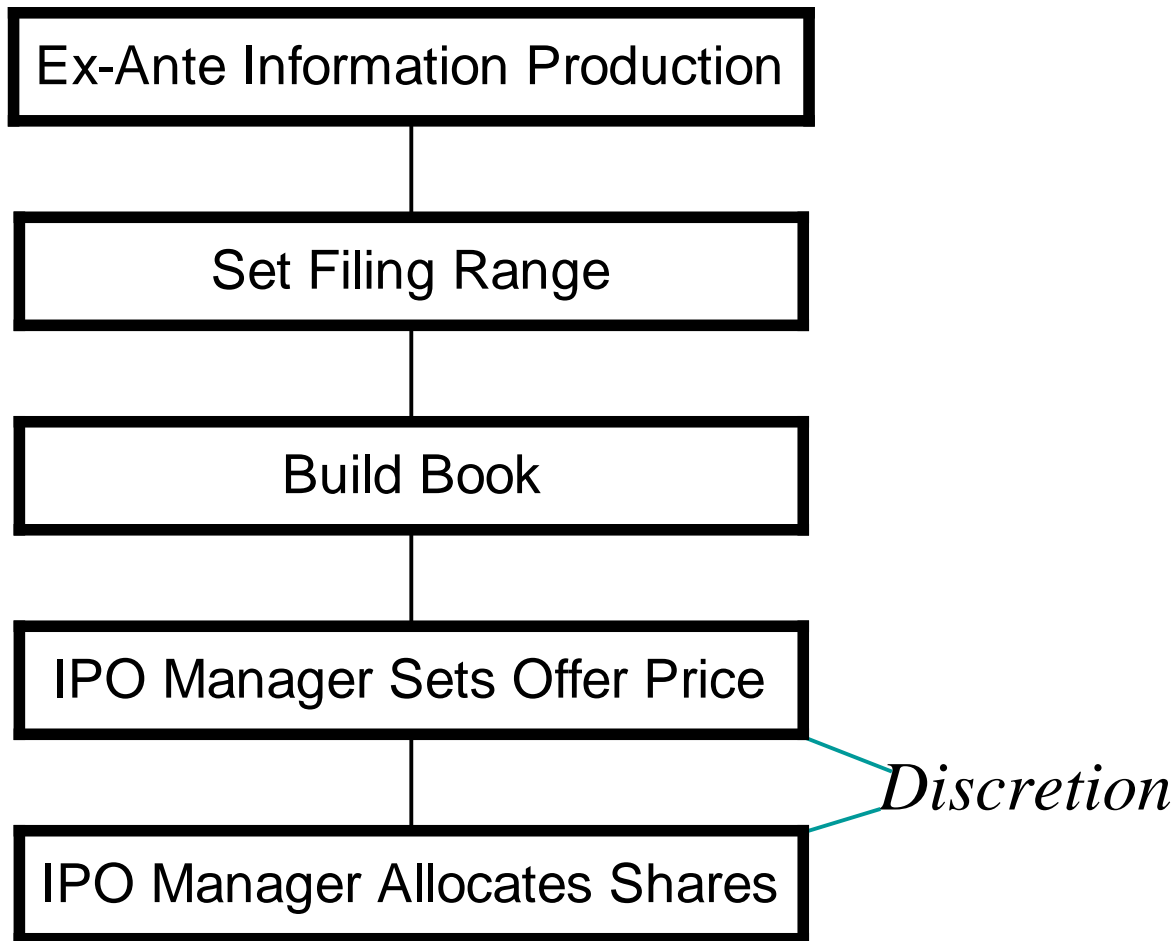 Ex-Ante Information Production
Set Filing Range
Build Book
IPO Manager Sets Offer Price
Discretion
IPO Manager Allocates Shares